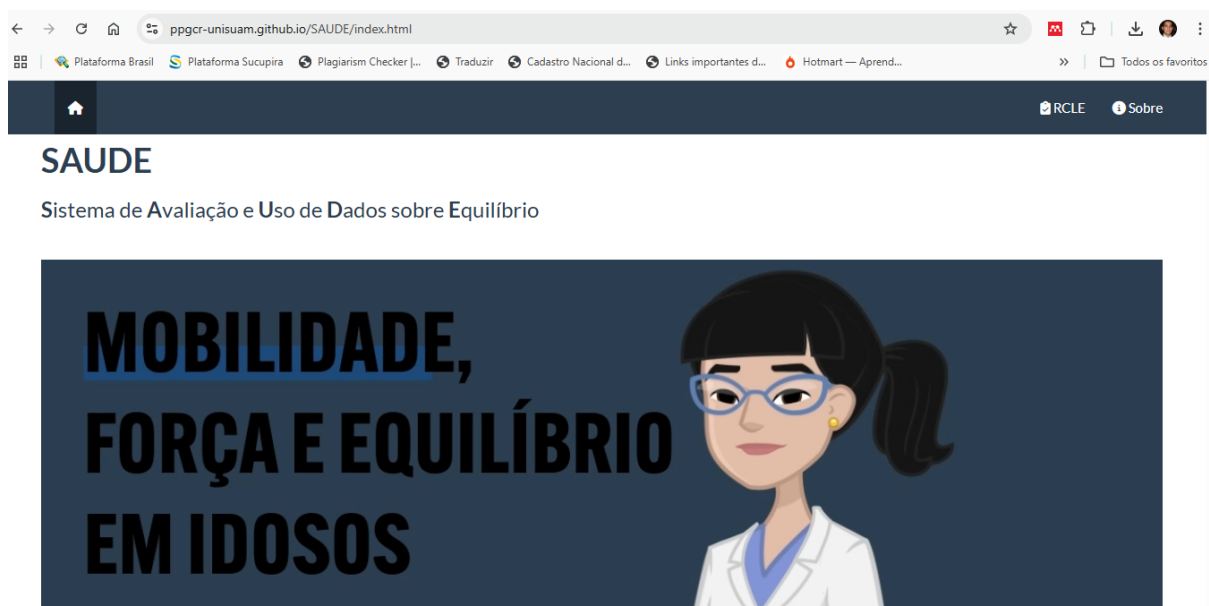 ppgcr-unisuam.github.io/SAUDE/index.html
Plataforma Brasil Plataforma Sucupira Plagiarism Checker |... Traduzir Cadastro Nacional d... Links importantes d... Hotmart — Aprend... » Todos os favoritos
RCLE Sobre
SAUDE
Sistema de Avaliação e Uso de Dados sobre Equilíbrio
MOBILIDADE,
FORÇA E EQUILÍBRIO
EM IDOSOS